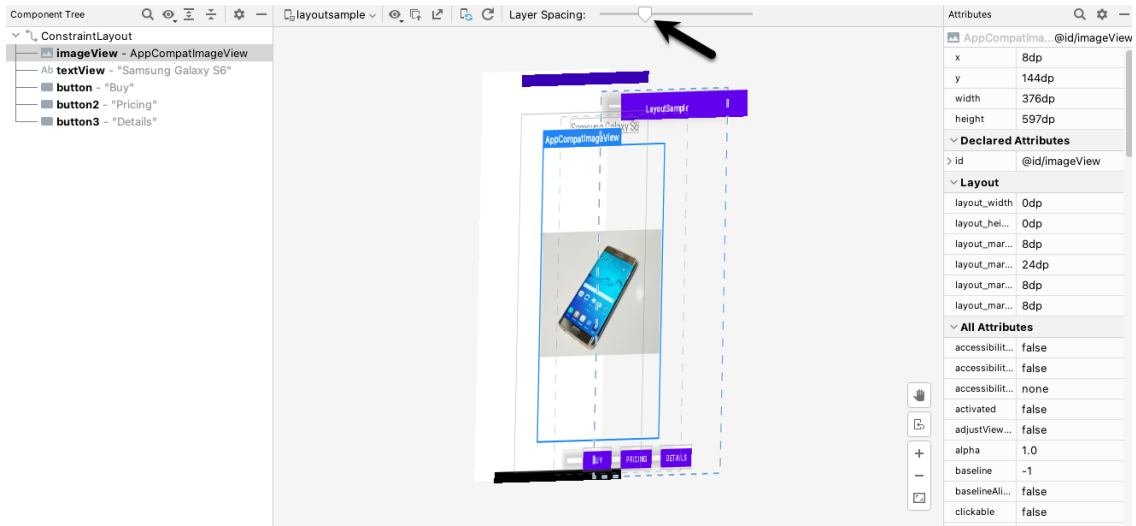 Component Tree
layoutsample
Layer Spacing:
Attributes
ConstraintLayout
imageView - AppCompatImageView
Ab textView - "Samsung Galaxy S6"
button - "Buy"
button2 - "Pricing"
button3 - "Details"
LayoutSample
Samsung Galaxy S6
AppCompatImageView
BUY
PRICING
DETAILS
AppCompatIma... @id/imageView
x 8dp
y 144dp
width 376dp
height 597dp
Declared Attributes
id @id/imageView
Layout
layout_width 0dp
layout_hei... 0dp
layout_mar... 8dp
layout_mar... 24dp
layout_mar... 8dp
layout_mar... 8dp
All Attributes
accessibilit... false
accessibilit... false
accessibilit... none
activated false
adjustView... false
alpha 1.0
baseline -1
baselineAli... false
clickable false